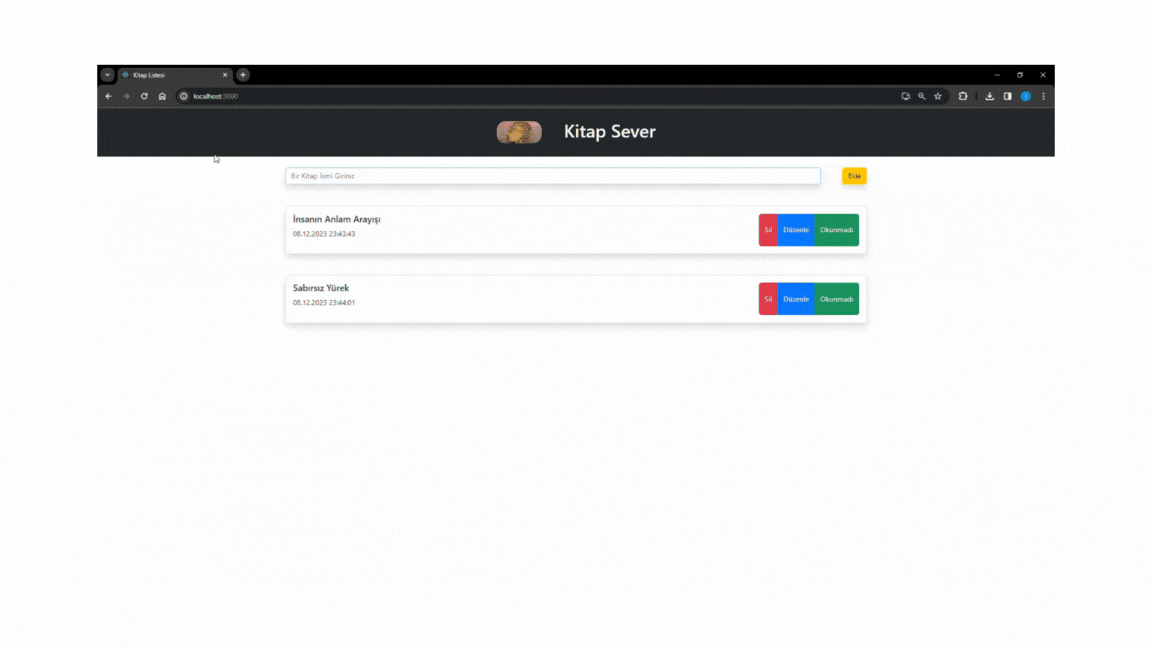 Kitap Listesi
localhost:3000
Kitap Sever
Bir Kitap İsmi Giriniz
Ekle
İnsanın Anlam Arayışı
08.12.2023 23:43:43
Sil Düzenle Okunmadı
Sabırsız Yürek
08.12.2023 23:44:01
Sil Düzenle Okunmadı